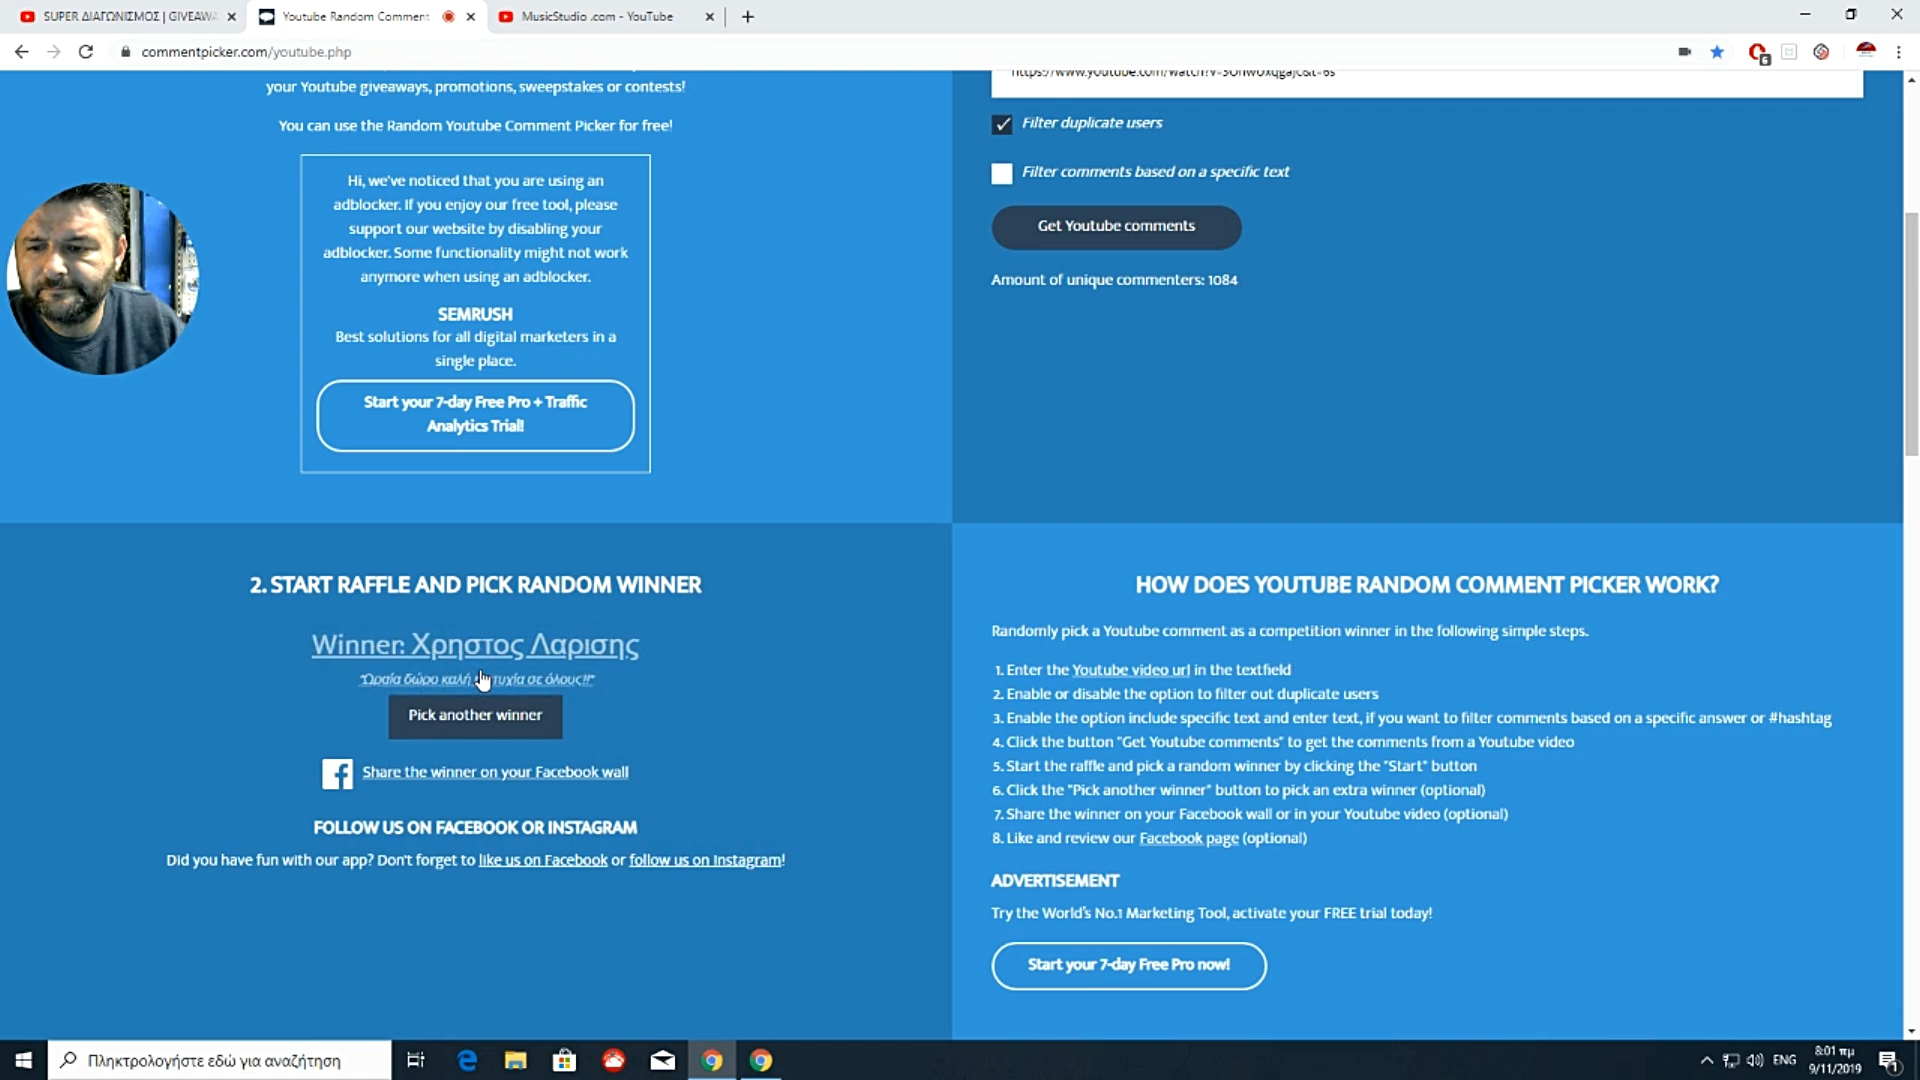 SUPER ΔΙΑΓΩΝΙΣΜΟΣ | GIVEAWA
Youtube Random Comment
MusicStudio .com - YouTube
commentpicker.com/youtube.php
your Youtube giveaways, promotions, sweepstakes or contests!
You can use the Random Youtube Comment Picker for free!
Hi, we've noticed that you are using an
adblocker. If you enjoy our free tool, please
support our website by disabling your
adblocker. Some functionality might not work
anymore when using an adblocker.
SEMRUSH
Best solutions for all digital marketers in a
single place.
Start your 7-day Free Pro + Traffic
Analytics Trial!
Filter duplicate users
Filter comments based on a specific text
Get Youtube comments
Amount of unique commenters: 1084
2. START RAFFLE AND PICK RANDOM WINNER
Winner: Χρηστος Λαρισης
"Ωραία δώρο καλή σε όλους!!"
Pick another winner
Share the winner on your Facebook wall
FOLLOW US ON FACEBOOK OR INSTAGRAM
Did you have fun with our app? Don't forget to like us on Facebook or follow us on Instagram!
HOW DOES YOUTUBE RANDOM COMMENT PICKER WORK?
Randomly pick a Youtube comment as a competition winner in the following simple steps.
1. Enter the Youtube video url in the textfield
2. Enable or disable the option to filter out duplicate users
3. Enable the option include specific text and enter text, if you want to filter comments based on a specific answer or #hashtag
4. Click the button "Get Youtube comments" to get the comments from a Youtube video
5. Start the raffle and pick a random winner by clicking the "Start" button
6. Click the "Pick another winner" button to pick an extra winner (optional)
7. Share the winner on your Facebook wall or in your Youtube video (optional)
8. Like and review our Facebook page (optional)
ADVERTISEMENT
Try the World's No.1 Marketing Tool, activate your FREE trial today!
Start your 7-day Free Pro now!
Πληκτρολογήστε εδώ για αναζήτηση
ENG
8:01 πμ
9/11/2019